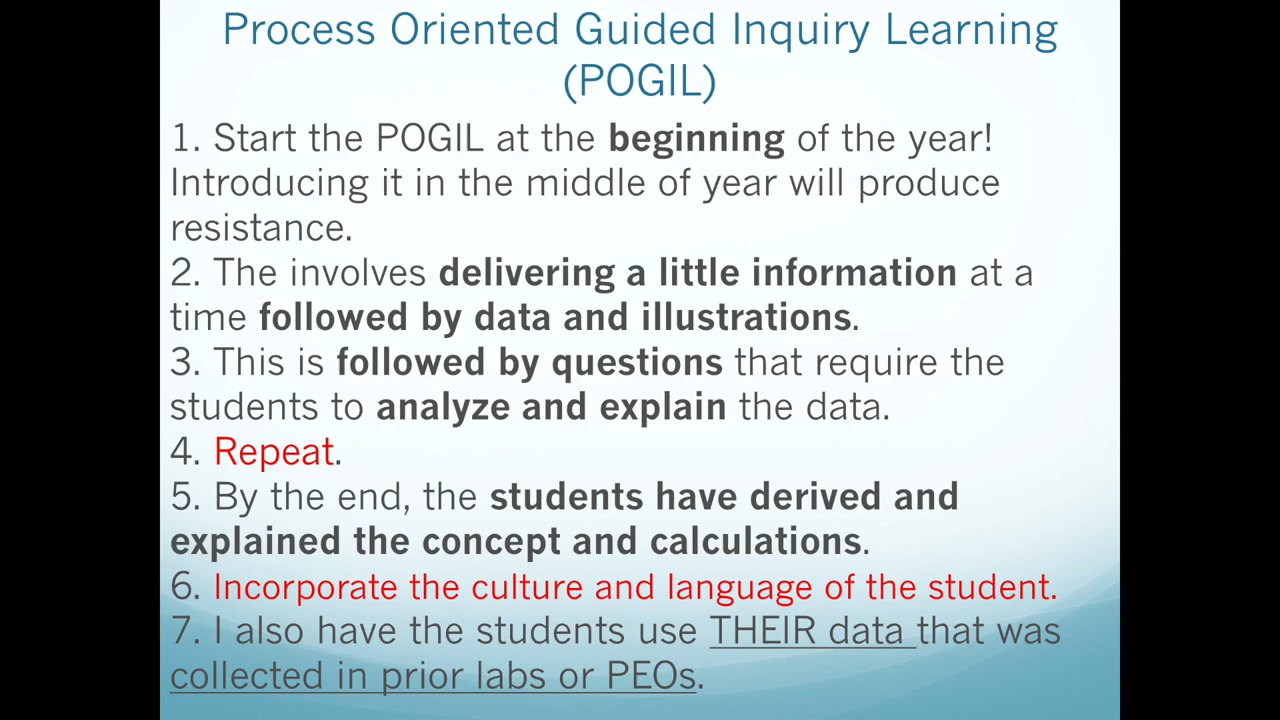 Process Oriented Guided Inquiry Learning
(POGIL)
1. Start the POGIL at the beginning of the year!
Introducing it in the middle of year will produce
resistance.
2. The involves delivering a little information at a
time followed by data and illustrations.
3. This is followed by questions that require the
students to analyze and explain the data.
4. Repeat.
5. By the end, the students have derived and
explained the concept and calculations.
6. Incorporate the culture and language of the student.
7. I also have the students use THEIR data that was
collected in prior labs or PEOs.